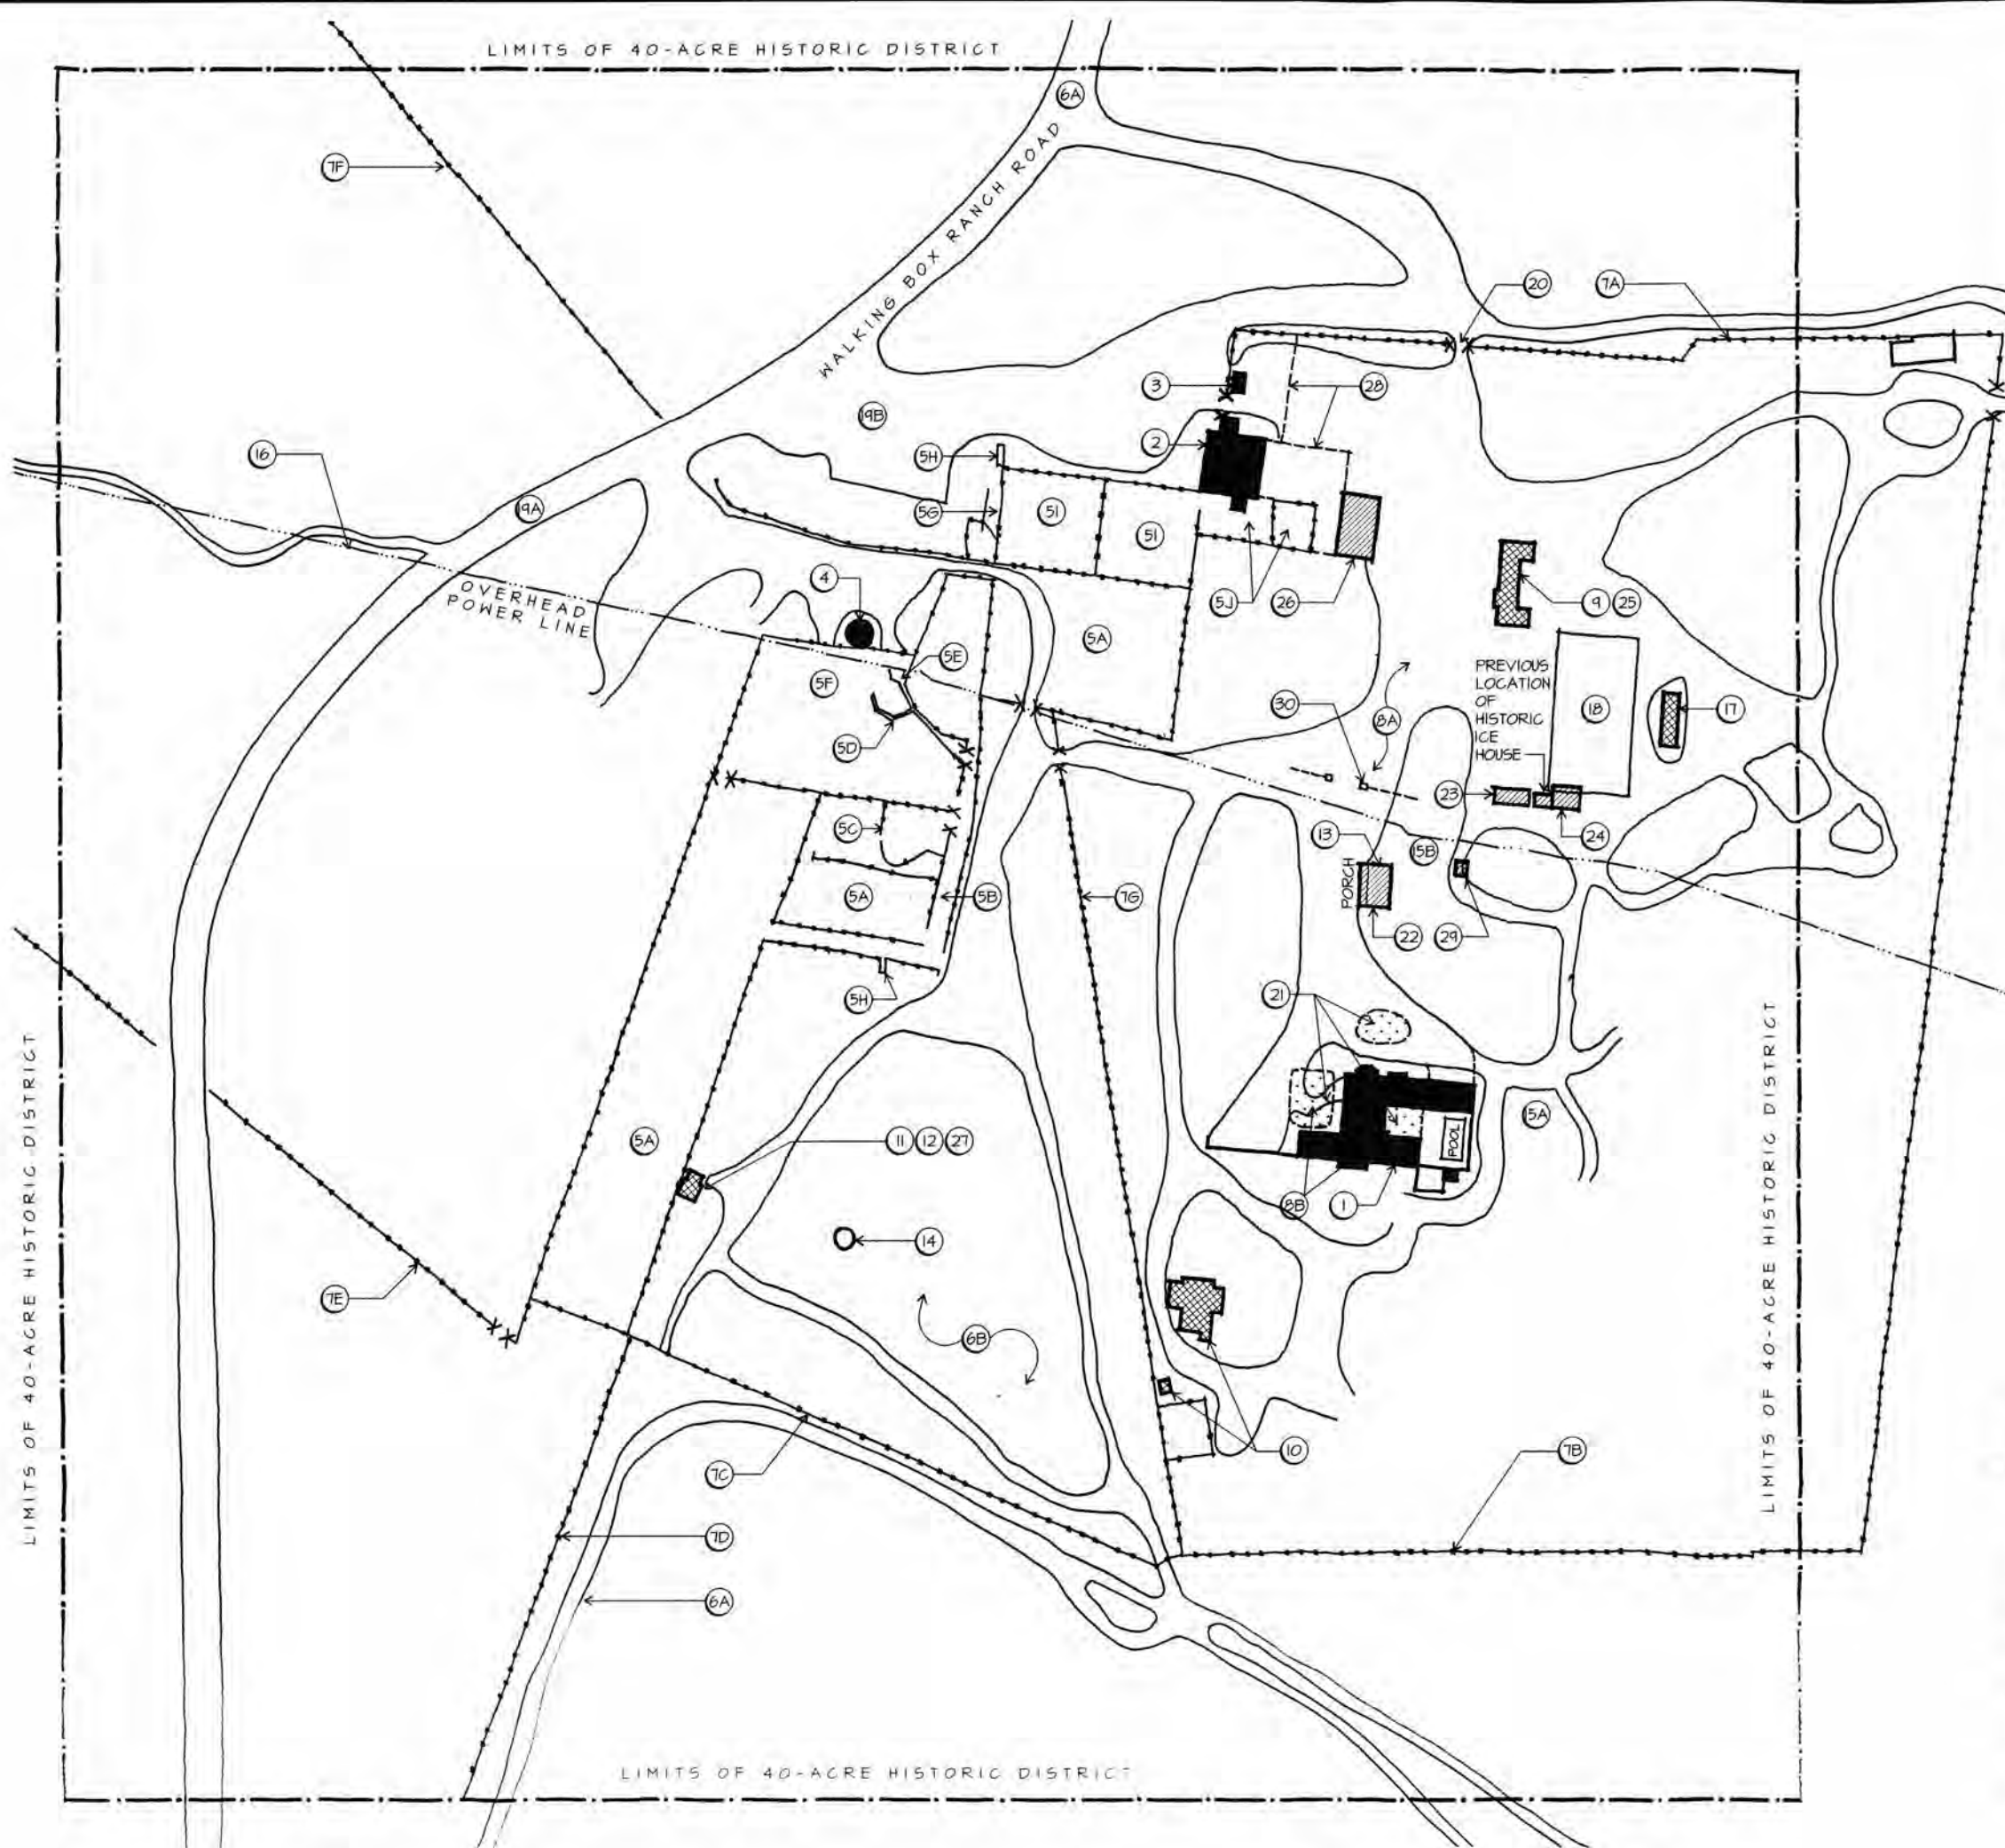 LIMITS OF 40-ACRE HISTORIC DISTRICT
6A
7F
WALKING BOX RANCH ROAD
20
7A
3
28
19B
2
16
5H
19A
5G
5I
5I
4
5J
26
9
25
OVERHEAD
POWER LINE
5A
5E
5F
PREVIOUS
LOCATION
OF
HISTORIC
ICE
HOUSE
18
17
30
8A
5D
23
24
5C
13
15B
5A
5B
7G
PORCH
22
29
5H
21
LIMITS OF 40-ACRE HISTORIC DISTRICT
LIMITS OF 40-ACRE HISTORIC DISTRICT
5A
11
12
27
15A
POOL
8B
1
14
7E
6B
10
7B
7C
7D
6A
LIMITS OF 40-ACRE HISTORIC DISTRICT